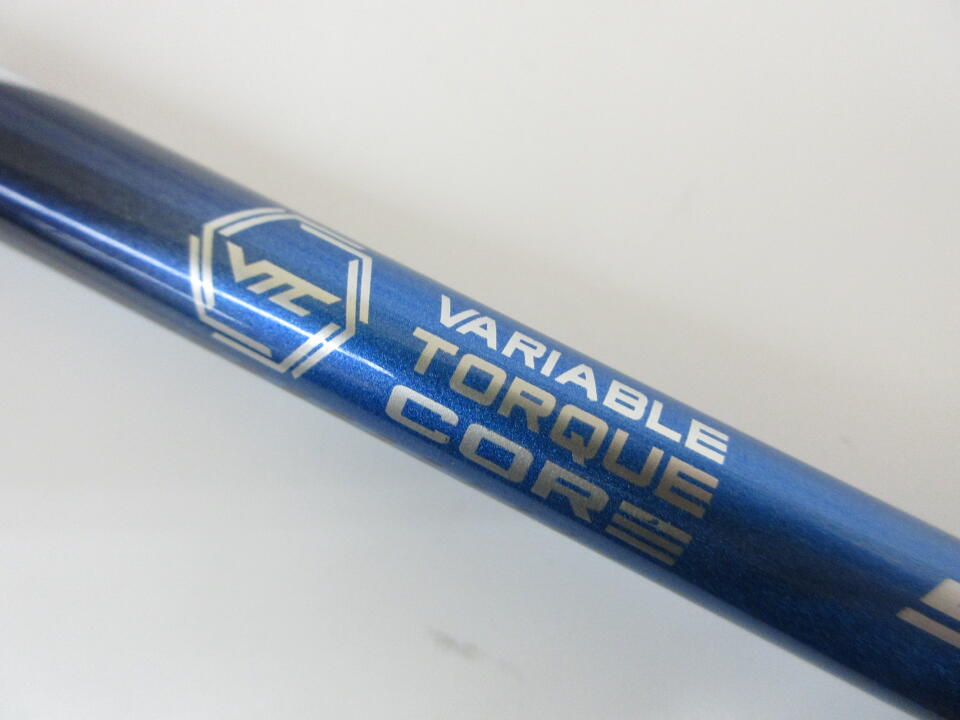 VTC
VARIABLE
TORQUE
CORE